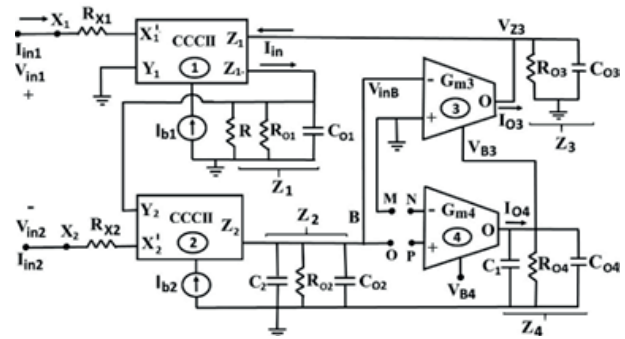 X1 RX1 X1' CCCII Z1
Iin1 Iin
Vin1 Y1 1 Z1-
+
Ib1 R RO1 CO1
Z1
-
Vin2 X2 RX2 Y2 CCCII Z2 Z2 B
Iin2 X2' 2
Ib2 C2 RO2 CO2
VZ3
VinB - Gm3 RO3 CO3
3 O
+ IO3
Z3
VB3
M N - Gm4 IO4
4 O
O P + C1 RO4 CO4
VB4
Z4